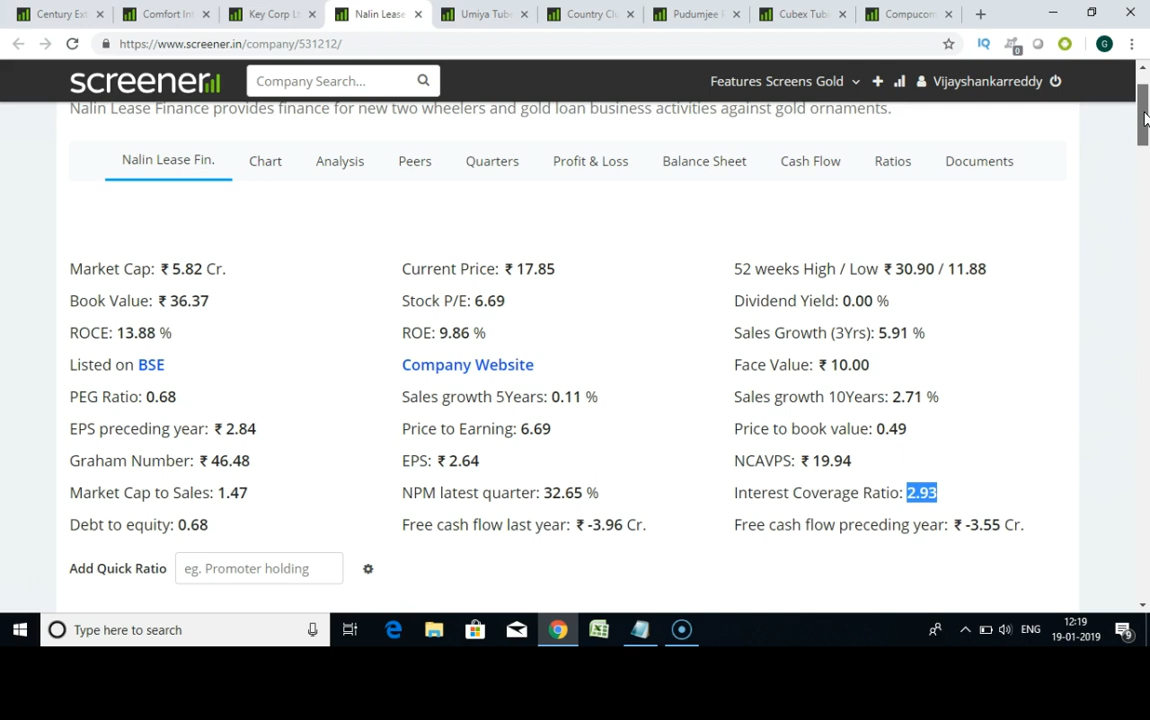 Century Ext
Comfort Int
Key Corp Lt
Nalin Lease
Umiya Tub
Country Clu
Pudumjee
Cubex Tubi
Compucom
https://www.screener.in/company/531212/
IQ
0
G
screener
Company Search...
Features Screens Gold
Vijayshankarreddy
Nalin Lease Finance provides finance for new two wheelers and gold loan business activities against gold ornaments.
Nalin Lease Fin. Chart Analysis Peers Quarters Profit & Loss Balance Sheet Cash Flow Ratios Documents
Market Cap: ₹ 5.82 Cr. Current Price: ₹ 17.85 52 weeks High / Low ₹ 30.90 / 11.88
Book Value: ₹ 36.37 Stock P/E: 6.69 Dividend Yield: 0.00 %
ROCE: 13.88 % ROE: 9.86 % Sales Growth (3Yrs): 5.91 %
Listed on BSE Company Website Face Value: ₹ 10.00
PEG Ratio: 0.68 Sales growth 5Years: 0.11 % Sales growth 10Years: 2.71 %
EPS preceding year: ₹ 2.84 Price to Earning: 6.69 Price to book value: 0.49
Graham Number: ₹ 46.48 EPS: ₹ 2.64 NCAVPS: ₹ 19.94
Market Cap to Sales: 1.47 NPM latest quarter: 32.65 % Interest Coverage Ratio: 2.93
Debt to equity: 0.68 Free cash flow last year: ₹ -3.96 Cr. Free cash flow preceding year: ₹ -3.55 Cr.
Add Quick Ratio eg. Promoter holding
Type here to search
ENG
12:19
19-01-2019
9